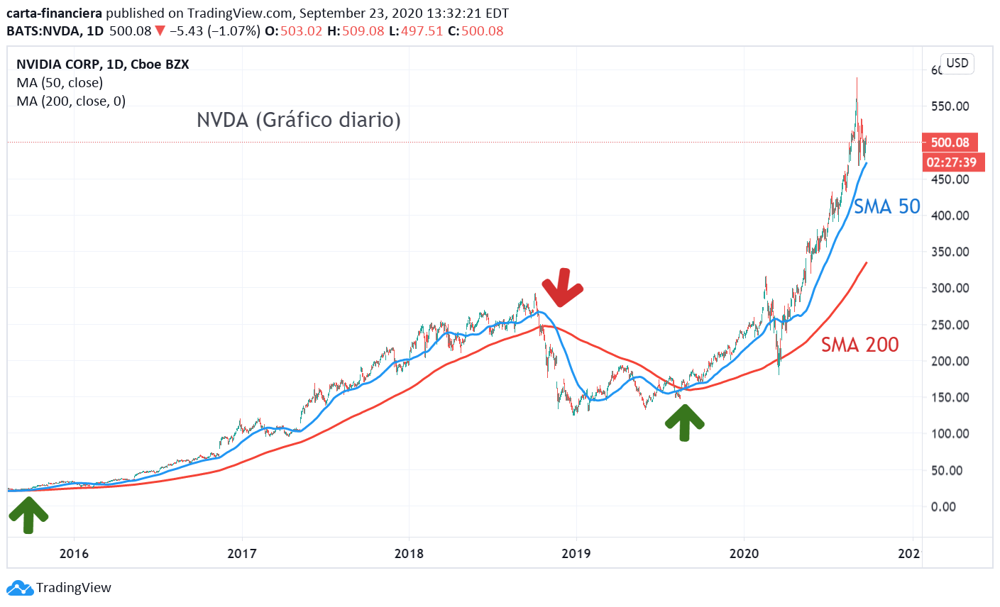 carta-financiera published on TradingView.com, September 23, 2020 13:32:21 EDT
BATS:NVDA, 1D 500.08 ▼ −5.43 (−1.07%) O:503.02 H:509.08 L:497.51 C:500.08
NVIDIA CORP, 1D, Cboe BZX
MA (50, close)
MA (200, close, 0)
NVDA (Gráfico diario)
USD
550.00
500.08
02:27:39
450.00
SMA 50
400.00
350.00
300.00
250.00
SMA 200
200.00
150.00
100.00
50.00
0.00
2016 2017 2018 2019 2020
TradingView